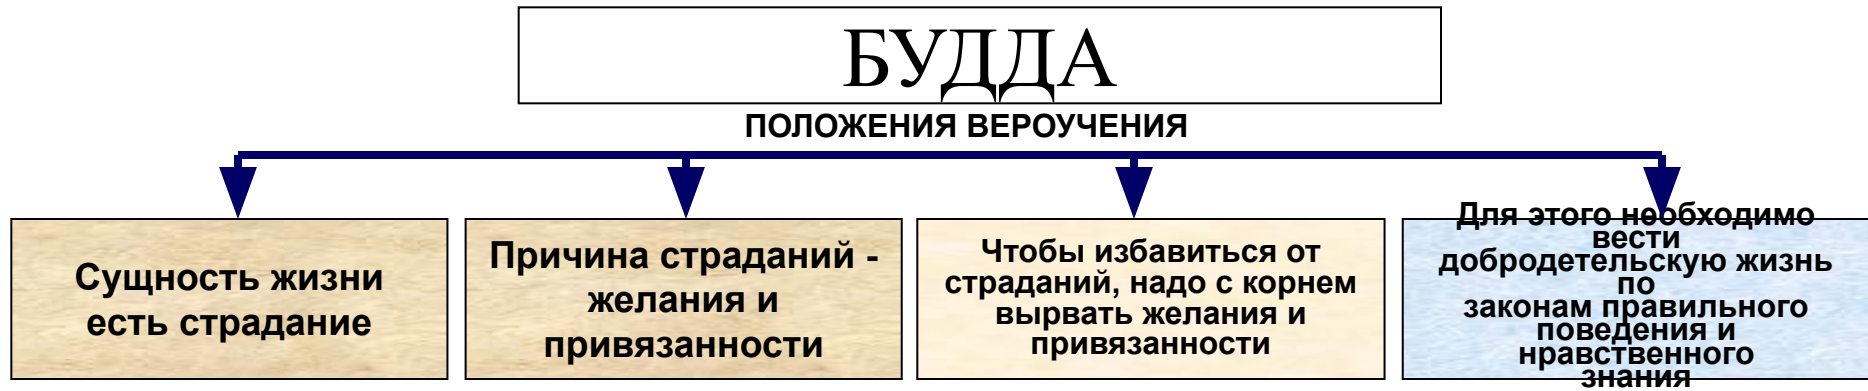 БУДДА
ПОЛОЖЕНИЯ ВЕРОУЧЕНИЯ
Сущность жизни
есть страдание
Причина страданий -
желания и
привязанности
Чтобы избавиться от
страданий, надо с корнем
вырвать желания и
привязанности
Для этого необходимо
вести
добродетельскую жизнь
по
законам правильного
поведения и
нравственного
знания